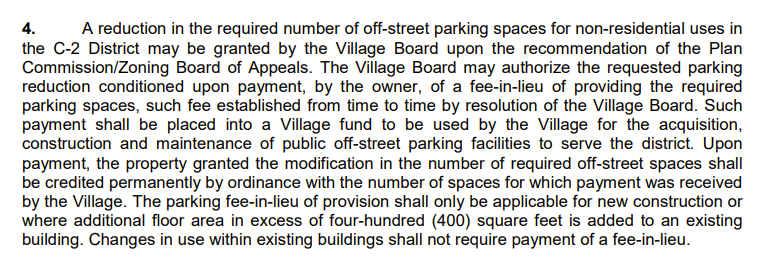 4. A reduction in the required number of off-street parking spaces for non-residential uses in
the C-2 District may be granted by the Village Board upon the recommendation of the Plan
Commission/Zoning Board of Appeals. The Village Board may authorize the requested parking
reduction conditioned upon payment, by the owner, of a fee-in-lieu of providing the required
parking spaces, such fee established from time to time by resolution of the Village Board. Such
payment shall be placed into a Village fund to be used by the Village for the acquisition,
construction and maintenance of public off-street parking facilities to serve the district. Upon
payment, the property granted the modification in the number of required off-street spaces shall
be credited permanently by ordinance with the number of spaces for which payment was received
by the Village. The parking fee-in-lieu of provision shall only be applicable for new construction or
where additional floor area in excess of four-hundred (400) square feet is added to an existing
building. Changes in use within existing buildings shall not require payment of a fee-in-lieu.